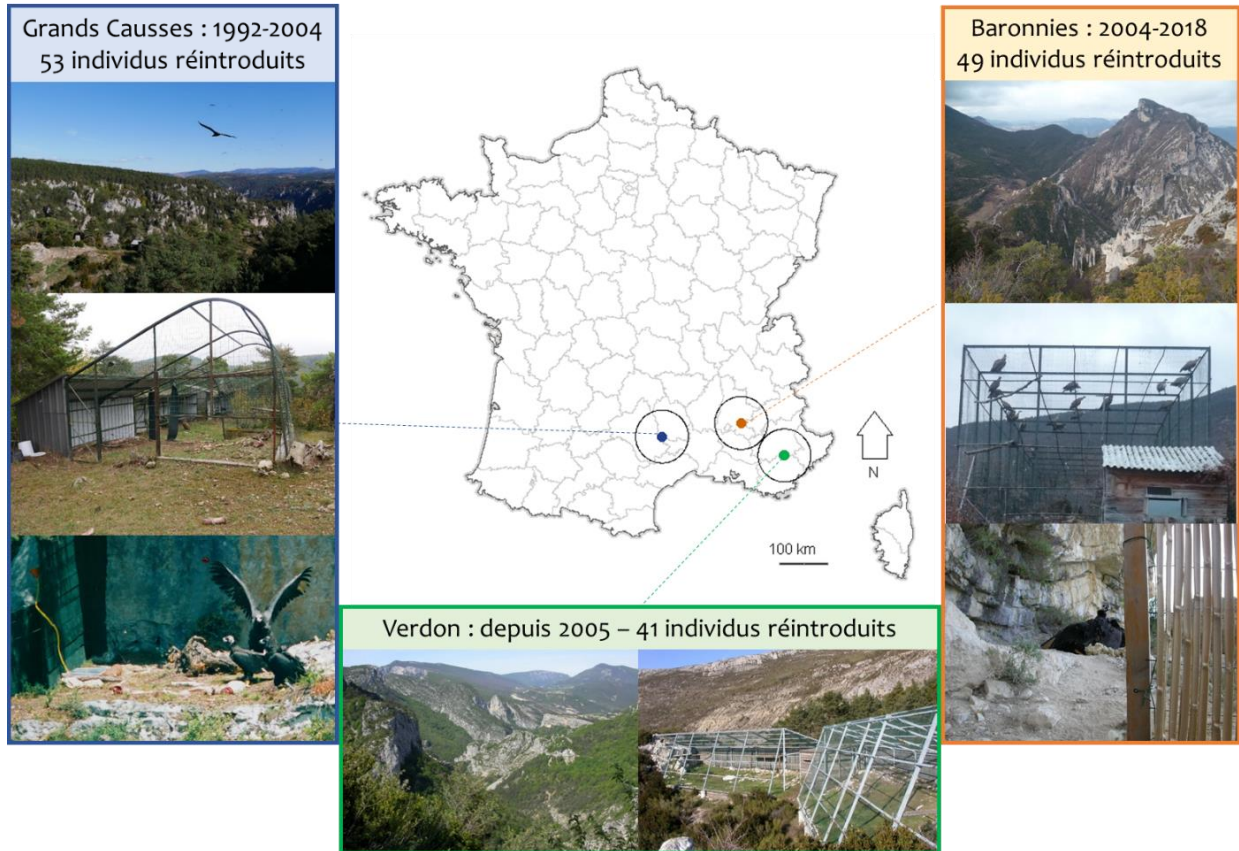 Grands Causses : 1992-2004
53 individus réintroduits
Baronnies : 2004-2018
49 individus réintroduits
N
100 km
Verdon : depuis 2005 – 41 individus réintroduits